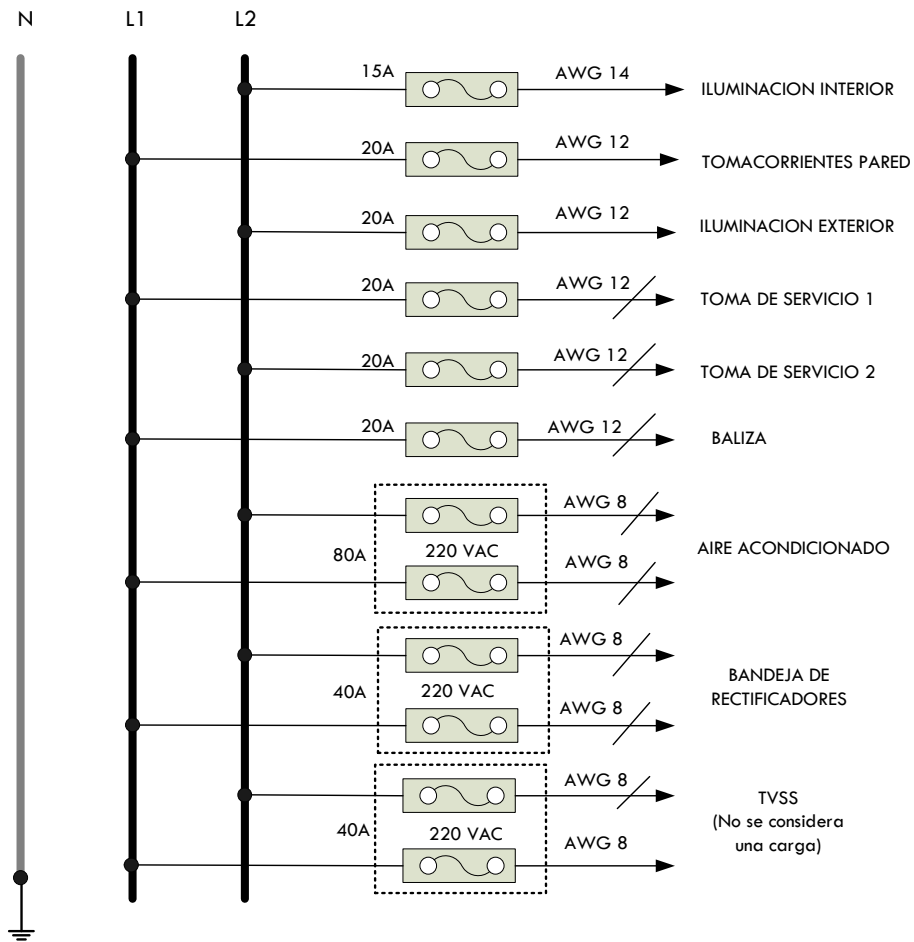 N
L1
L2
15A
AWG 14
ILUMINACION INTERIOR
20A
AWG 12
TOMACORRIENTES PARED
20A
AWG 12
ILUMINACION EXTERIOR
20A
AWG 12
TOMA DE SERVICIO 1
20A
AWG 12
TOMA DE SERVICIO 2
20A
AWG 12
BALIZA
AWG 8
80A
220 VAC
AWG 8
AIRE ACONDICIONADO
AWG 8
40A
220 VAC
AWG 8
BANDEJA DE
RECTIFICADORES
AWG 8
40A
220 VAC
AWG 8
TVSS
(No se considera
una carga)